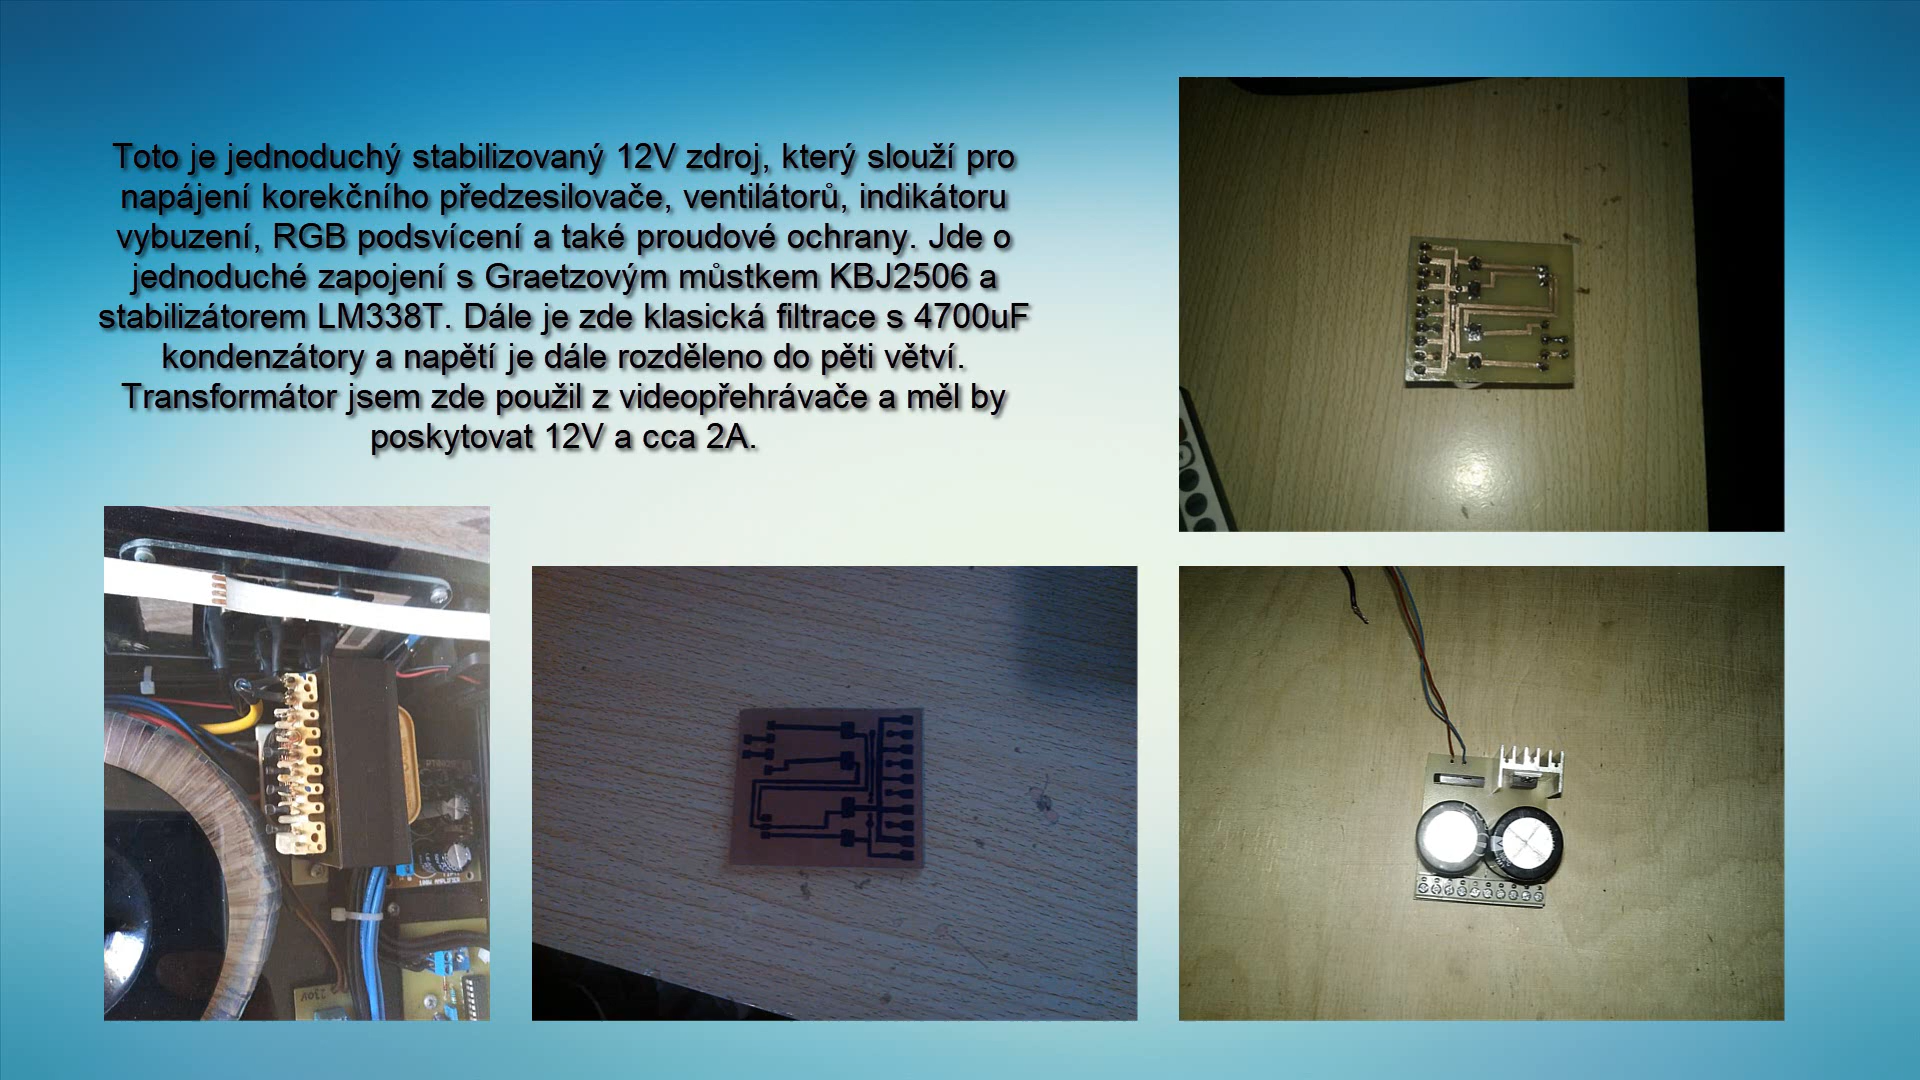 Toto je jednoduchý stabilizovaný 12V zdroj, který slouží pro
napájení korekčního předzesilovače, ventilátorů, indikátoru
vybuzení, RGB podsvícení a také proudové ochrany. Jde o
jednoduché zapojení s Graetzovým můstkem KBJ2506 a
stabilizátorem LM338T. Dále je zde klasická filtrace s 4700uF
kondenzátory a napětí je dále rozděleno do pěti větví.
Transformátor jsem zde použil z videopřehrávače a měl by
poskytovat 12V a cca 2A.
230V